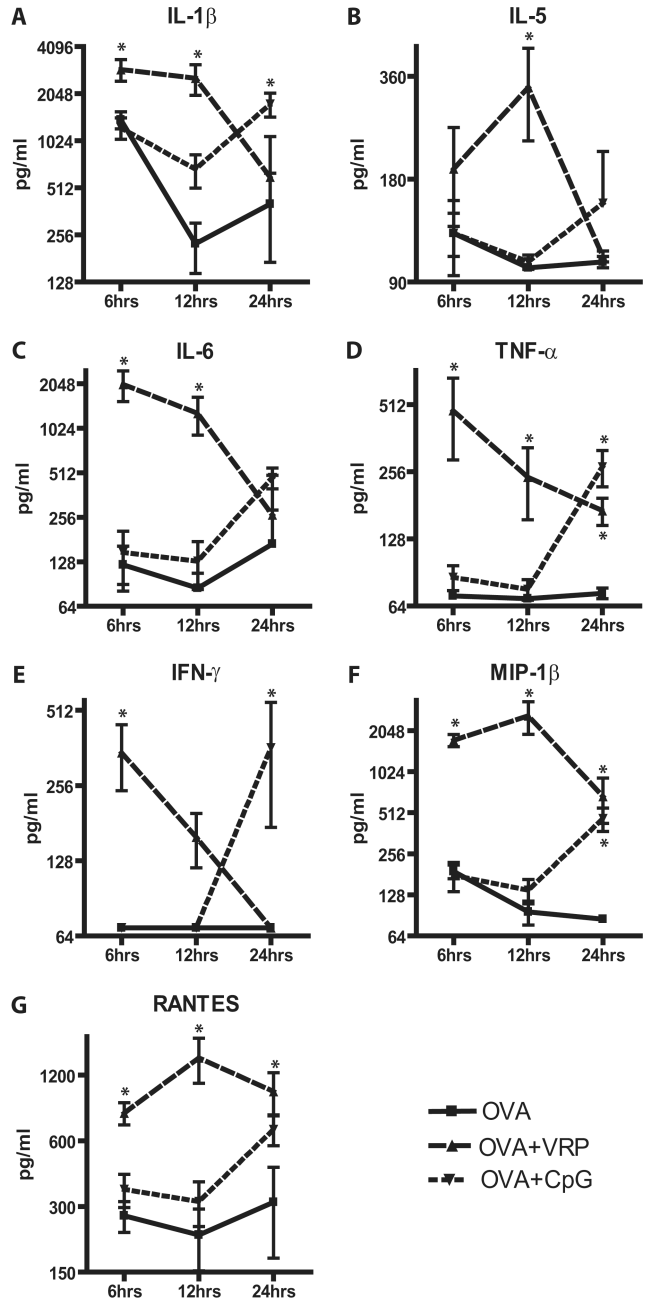 A IL-1β
4096
2048
1024
512
256
128
pg/ml
* * *
6hrs 12hrs 24hrs
B IL-5
360
180
90
pg/ml
*
6hrs 12hrs 24hrs
C IL-6
2048
1024
512
256
128
64
pg/ml
* *
6hrs 12hrs 24hrs
D TNF-α
512
256
128
64
pg/ml
* * * *
6hrs 12hrs 24hrs
E IFN-γ
512
256
128
64
pg/ml
* *
6hrs 12hrs 24hrs
F MIP-1β
2048
1024
512
256
128
64
pg/ml
* * * *
6hrs 12hrs 24hrs
G RANTES
1200
600
300
150
pg/ml
* * *
6hrs 12hrs 24hrs
OVA
OVA+VRP
OVA+CpG